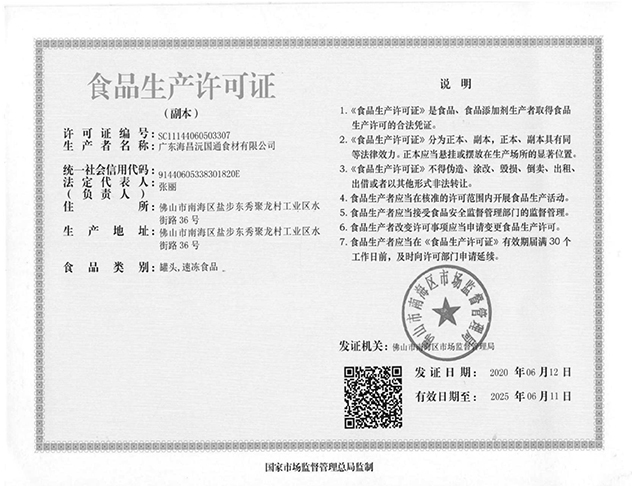 食品生产许可证
（副本）
许可证编号：SC11144060503307
生产者名称：广东海昌沅国通食材有限公司
统一社会信用代码：91440605338301820E
法定代表人：张丽
（负责人）
住所：佛山市南海区盐步东秀聚龙村工业区水
街路36号
生产地址：佛山市南海区盐步东秀聚龙村工业区水
街路36号
食品类别：罐头,速冻食品。
说明
1.《食品生产许可证》是食品、食品添加剂生产者取得食品
生产许可的合法凭证。
2.《食品生产许可证》分为正本、副本，正本、副本具有同
等法律效力。正本应当悬挂或摆放在生产场所的显著位置。
3.《食品生产许可证》不得伪造、涂改、毁损、倒卖、出租、
出借或者以其他形式非法转让。
4. 食品生产者应当在核准的许可范围内开展食品生产活动。
5. 食品生产者应当接受食品安全监督管理部门的监督管理。
6. 食品生产者改变许可事项应当申请变更食品生产许可。
7. 食品生产者应当在《食品生产许可证》有效期届满30个
工作日前，及时向许可部门申请延续。
佛山市南海区市场监督管理局
发证机关：佛山市南海区市场监督管理局
发证日期：2020 年 06 月 12 日
有效日期至：2025 年 06 月 11 日
国家市场监督管理总局监制